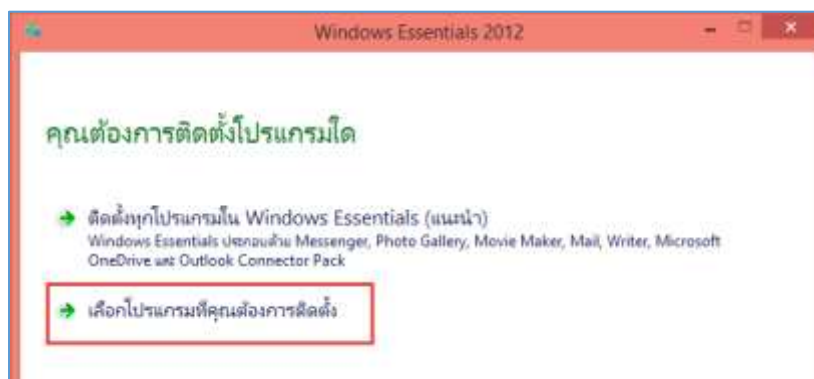 Windows Essentials 2012
คุณต้องการติดตั้งโปรแกรมใด
ติดตั้งทุกโปรแกรมใน Windows Essentials (แนะนำ)
Windows Essentials ประกอบด้วย Messenger, Photo Gallery, Movie Maker, Mail, Writer, Microsoft
OneDrive และ Outlook Connector Pack
เลือกโปรแกรมที่คุณต้องการติดตั้ง